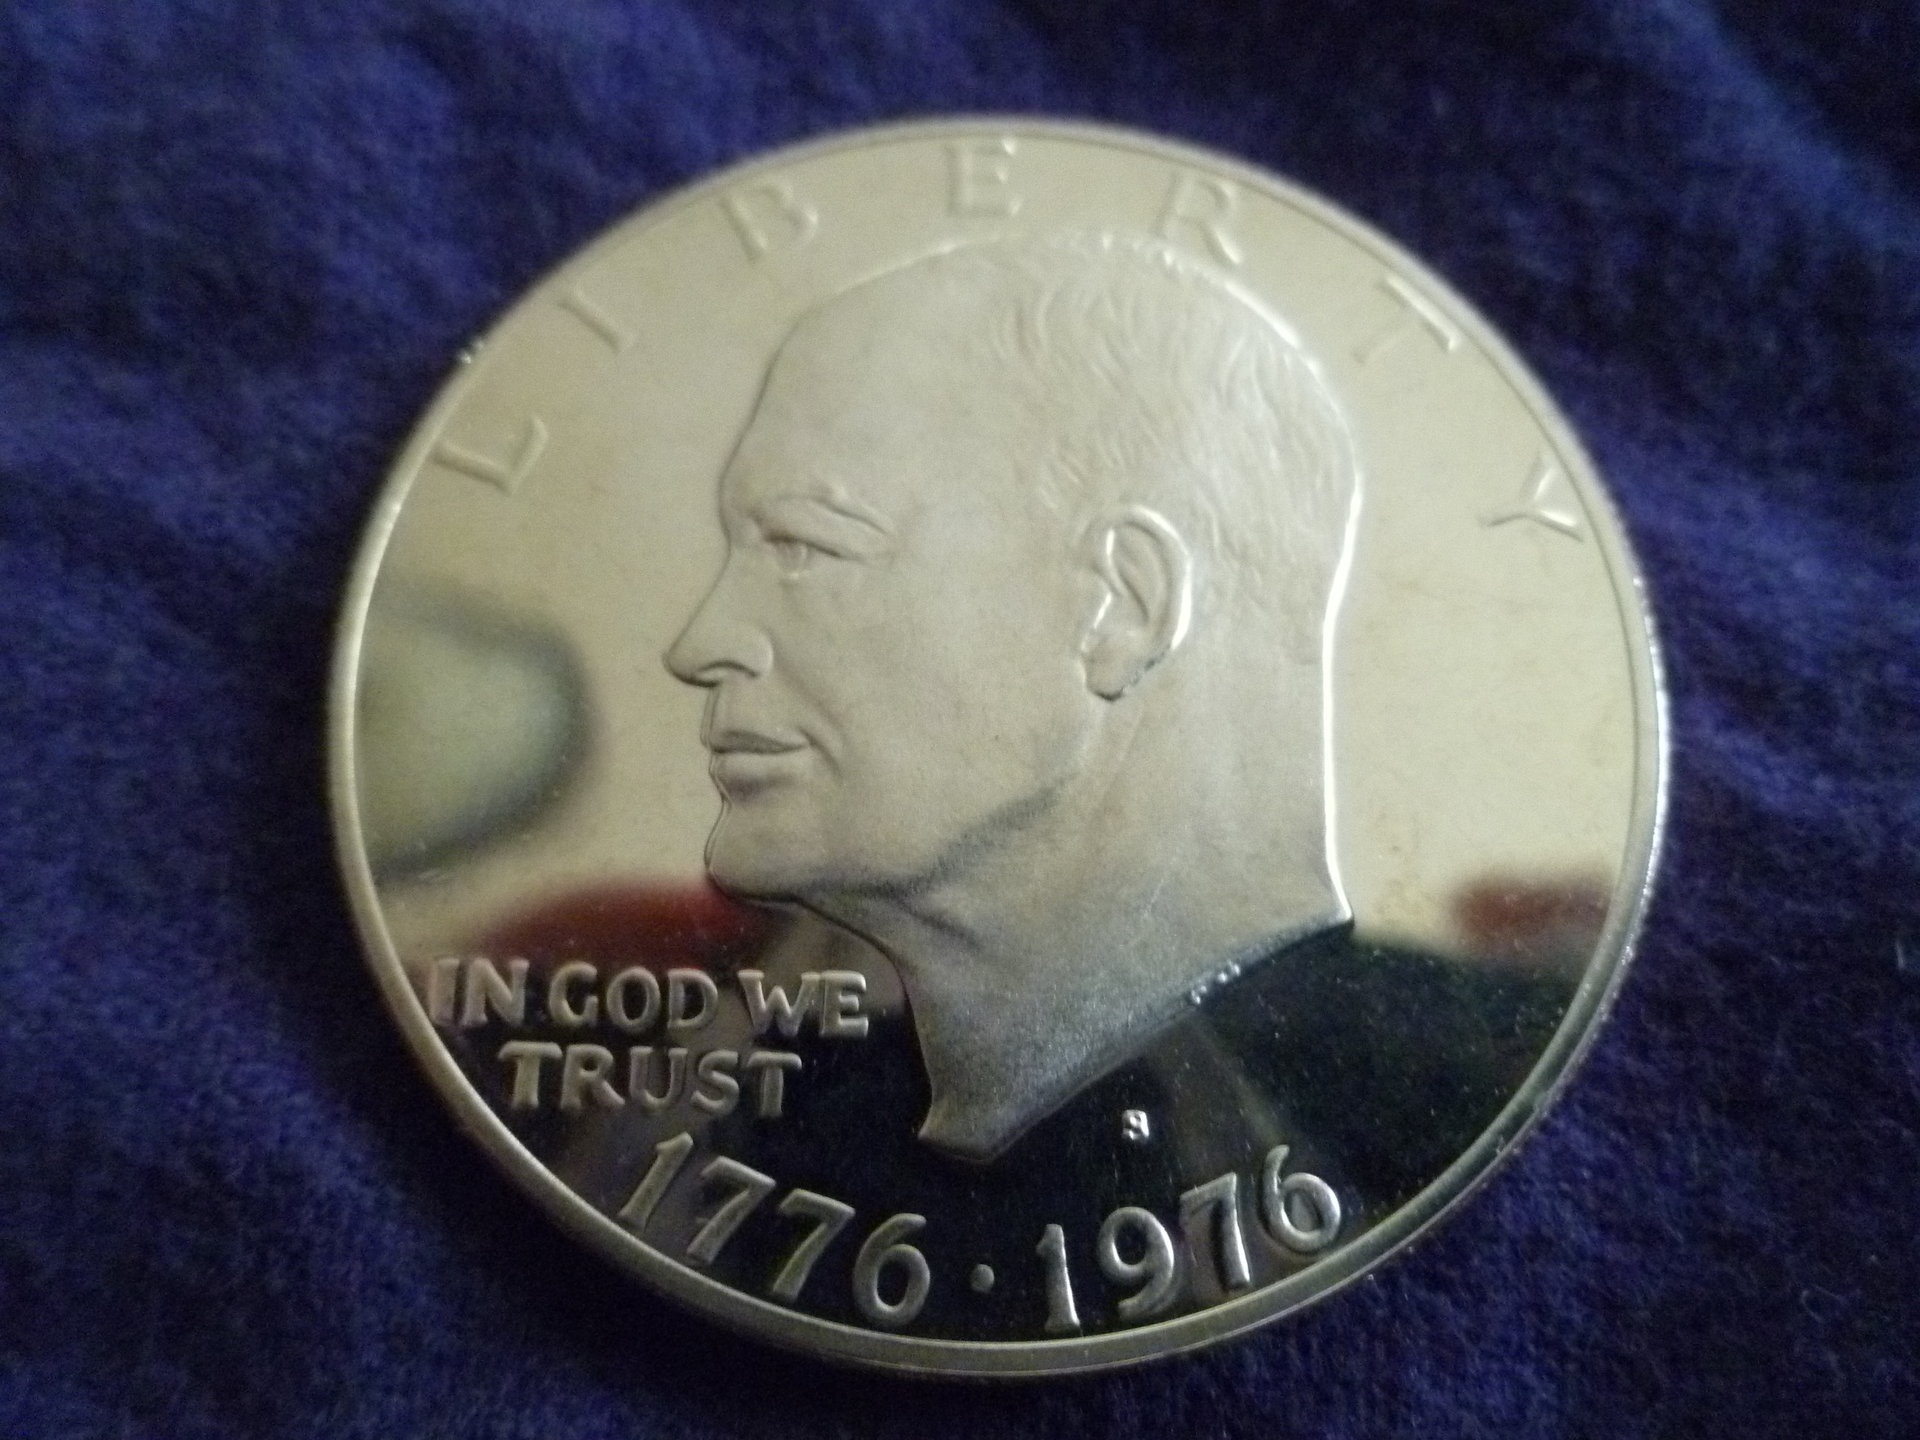 LIBERTY
IN GOD WE
TRUST
S
1776·1976